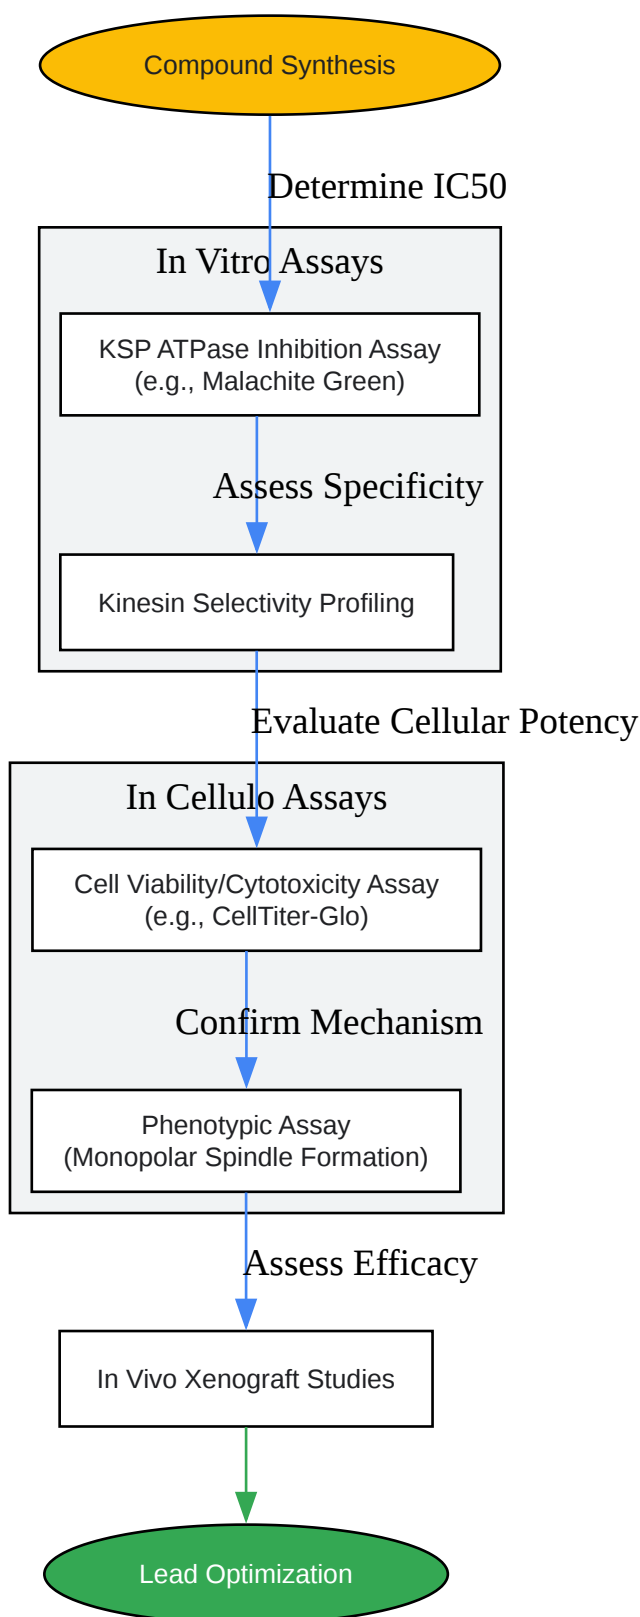 Compound Synthesis
Determine IC50
In Vitro Assays
KSP ATPase Inhibition Assay
(e.g., Malachite Green)
Assess Specificity
Kinesin Selectivity Profiling
Evaluate Cellular Potency
In Cellulo Assays
Cell Viability/Cytotoxicity Assay
(e.g., CellTiter-Glo)
Confirm Mechanism
Phenotypic Assay
(Monopolar Spindle Formation)
Assess Efficacy
In Vivo Xenograft Studies
Lead Optimization